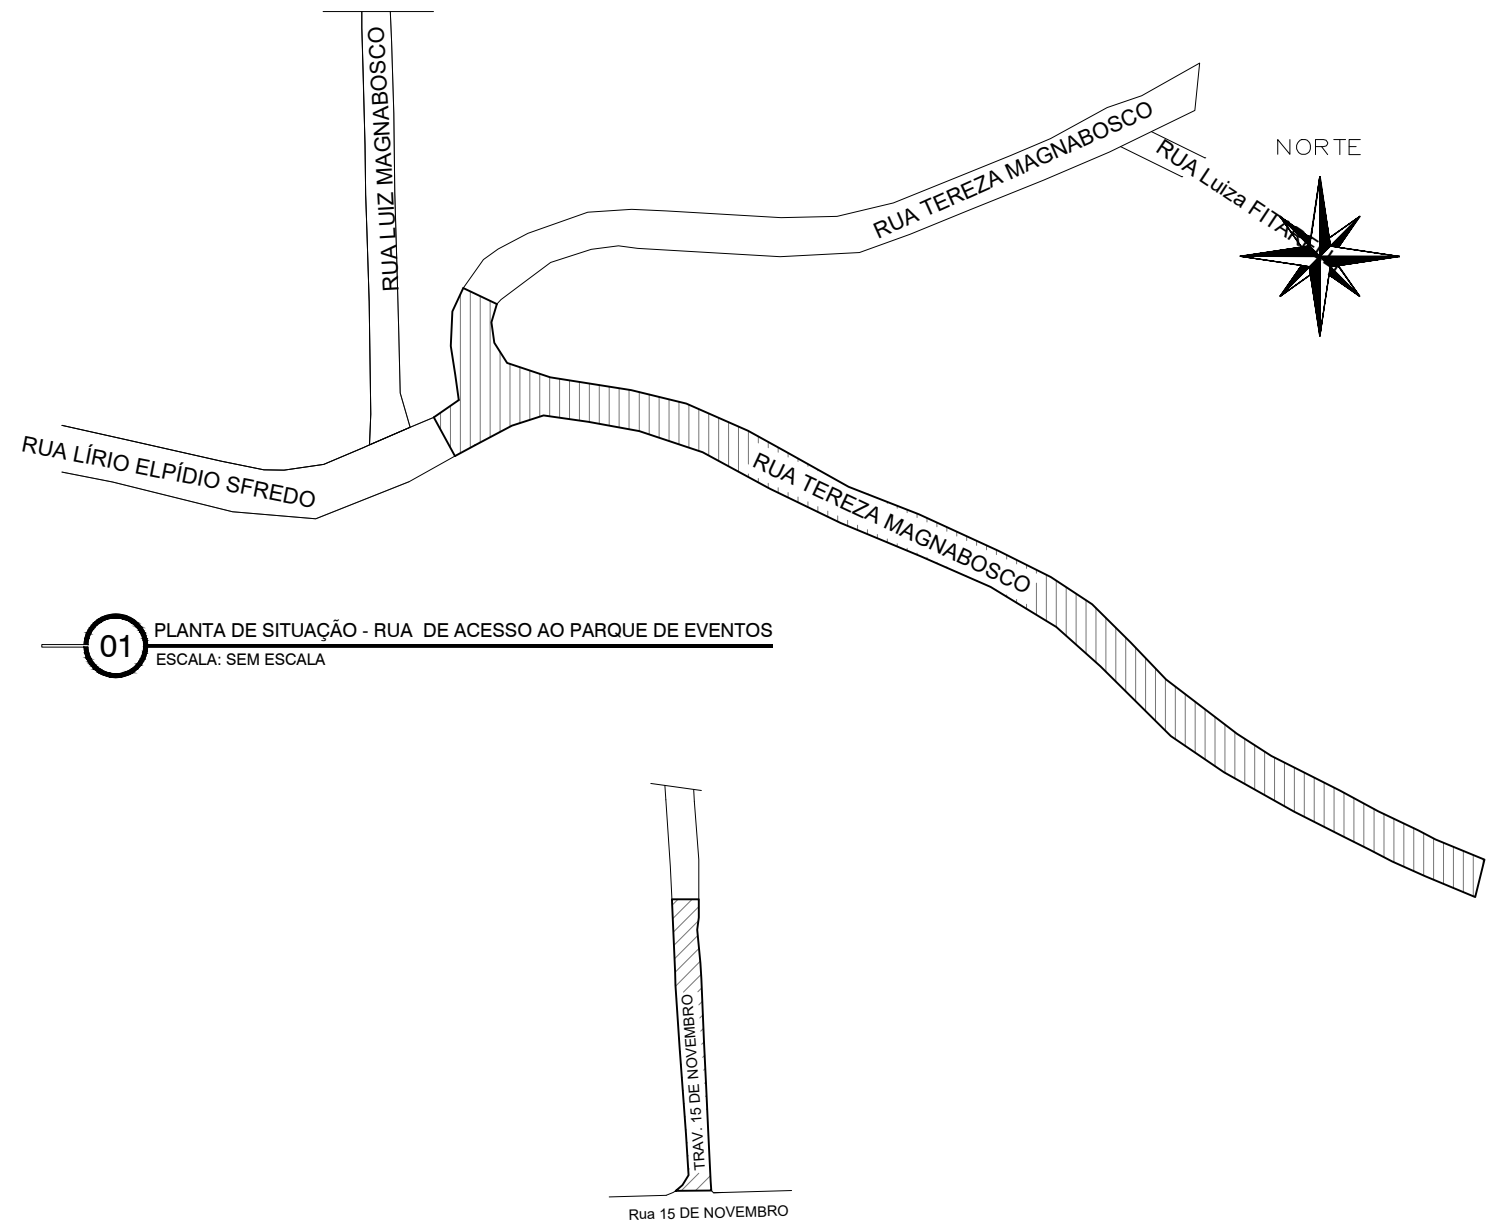 RUA LUIZ MAGNABOSCO
RUA TEREZA MAGNABOSCO
NORTE
RUA Luiza
RUA LÍRIO ELPÍDIO SFREDO
RUA TEREZA MAGNABOSCO
01
PLANTA DE SITUAÇÃO - RUA DE ACESSO AO PARQUE DE EVENTOS
ESCALA: SEM ESCALA
TRAV. 15 DE NOVEMBRO
Rua 15 DE NOVEMBRO